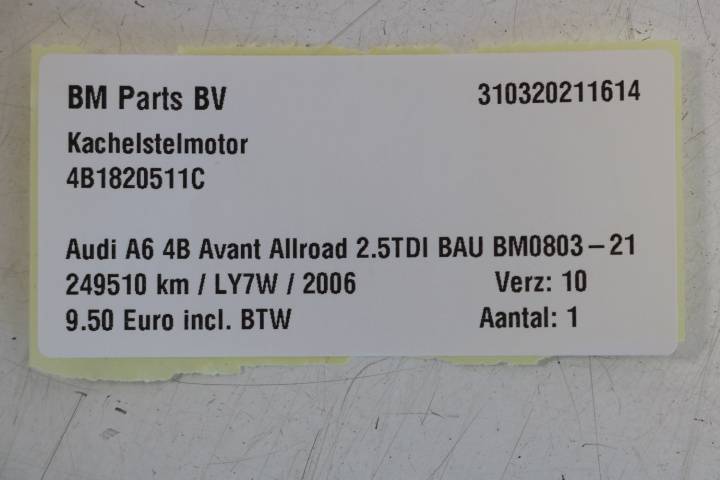 BM Parts BV 310320211614
Kachelstelmotor
4B1820511C
Audi A6 4B Avant Allroad 2.5TDI BAU BM0803-21
249510 km / LY7W / 2006 Verz: 10
9.50 Euro incl. BTW Aantal: 1